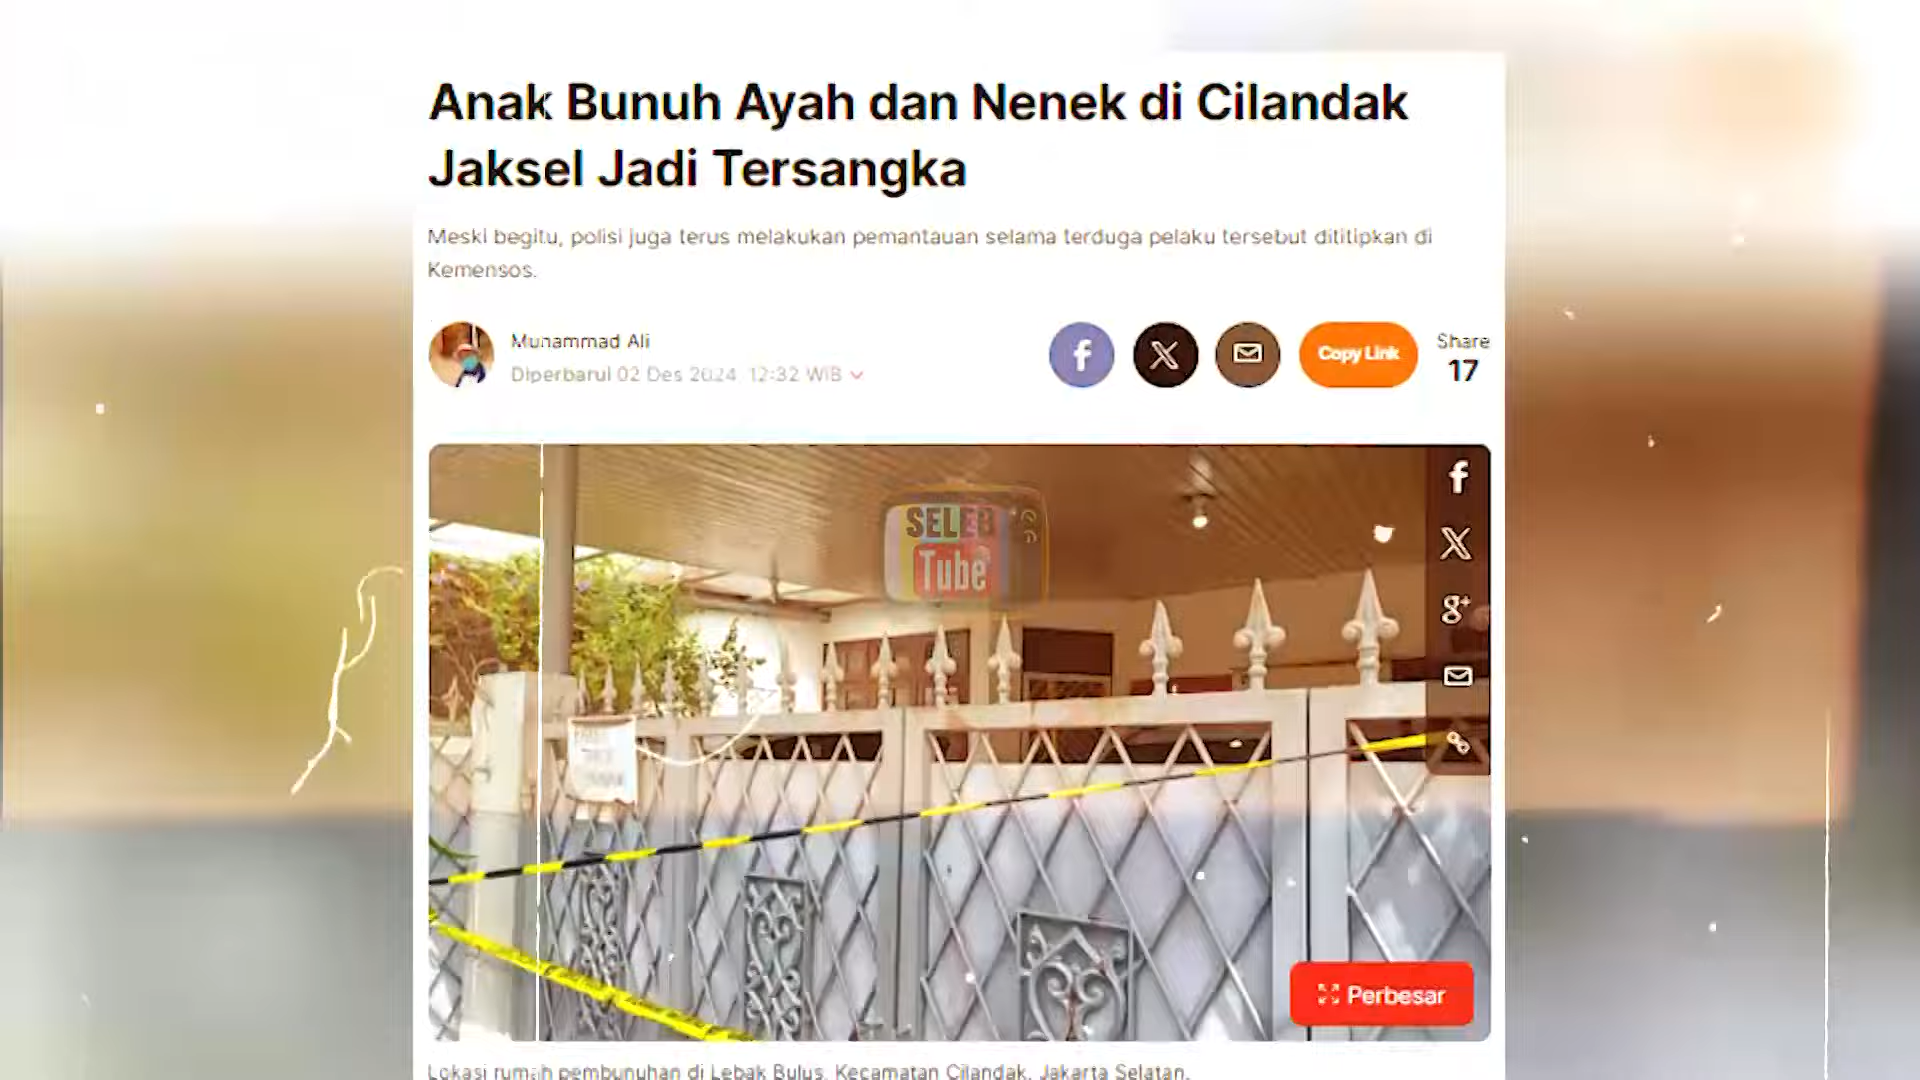 Anak Bunuh Ayah dan Nenek di Cilandak
Jaksel Jadi Tersangka
Meski begitu, polisi juga terus melakukan pemantauan selama terduga pelaku tersebut dititipkan di
Kemensos.
Muhammad Ali
Diperbarui 02 Des 2024, 12:32 WIB
Copy Link
Share
17
SELEB
Tube
Perbesar
Lokasi rumah pembunuhan di Lebak Bulus, Kecamatan Cilandak, Jakarta Selatan.